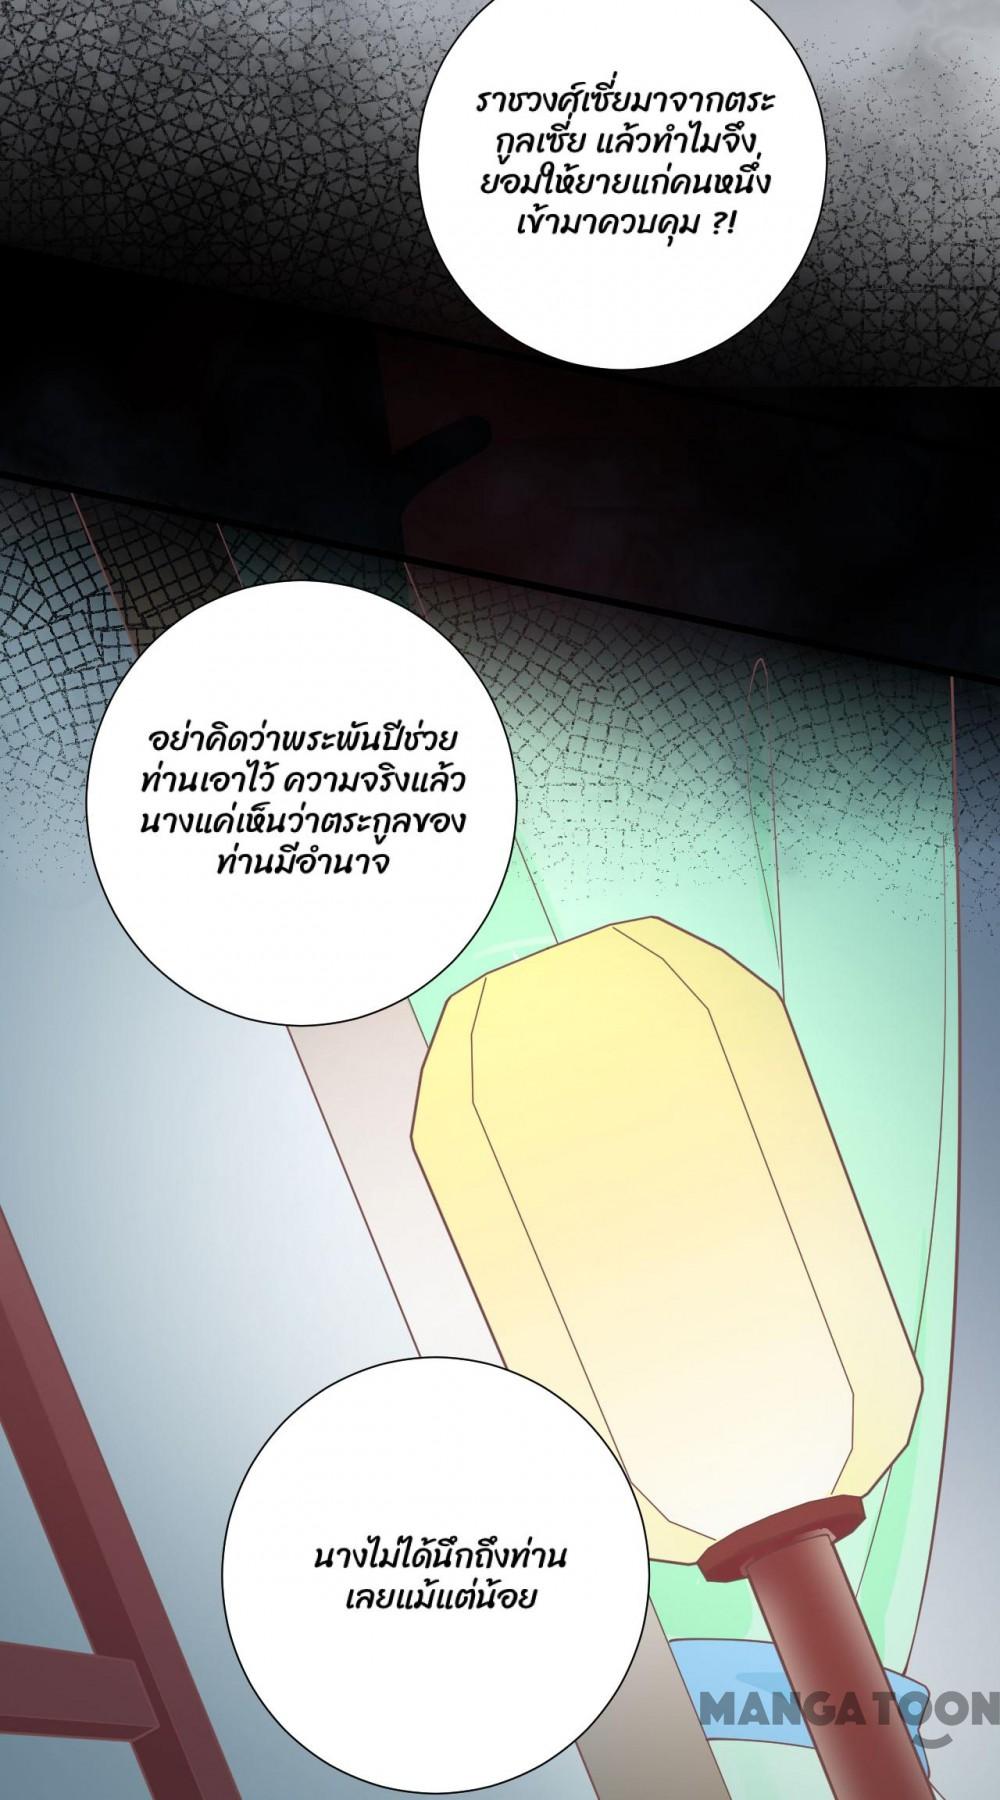 ราชวงศ์เซี่ยมาจากตระ
กูลเซี่ย แล้วทำไมจึง
ยอมให้ยายแก่คนหนึ่ง
เข้ามาควบคุม ?!
อย่าคิดว่าพระพันปีช่วย
ท่านเอาไว้ ความจริงแล้ว
นางแค่เห็นว่าตระกูลของ
ท่านมีอำนาจ
นางไม่ได้นึกถึงท่าน
เลยแม้แต่น้อย
MANGATOON